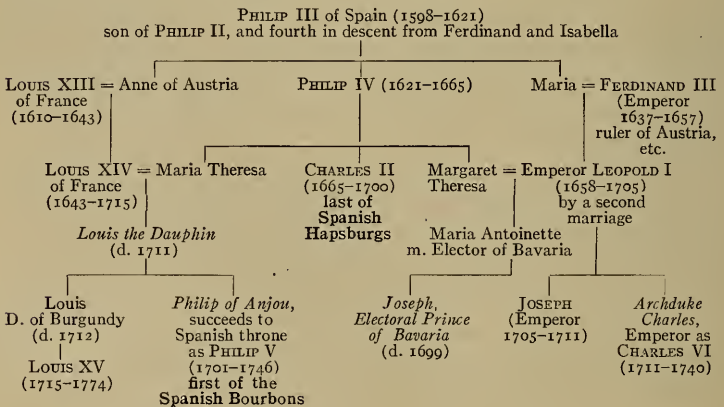 PHILIP III of Spain (1598–1621)
son of PHILIP II, and fourth in descent from Ferdinand and Isabella
LOUIS XIII = Anne of Austria
of France
(1610–1643)
PHILIP IV (1621–1665)
Maria = FERDINAND III
(Emperor
1637–1657)
ruler of Austria,
etc.
LOUIS XIV = Maria Theresa
of France
(1643–1715)
CHARLES II
(1665–1700)
last of
Spanish
Hapsburgs
Margaret = Emperor LEOPOLD I
Theresa
(1658–1705)
by a second
marriage
Louis the Dauphin
(d. 1711)
Maria Antoinette
m. Elector of Bavaria
Louis
D. of Burgundy
(d. 1712)
LOUIS XV
(1715–1774)
Philip of Anjou,
succeeds to
Spanish throne
as PHILIP V
(1701–1746)
first of the
Spanish Bourbons
Joseph,
Electoral Prince
of Bavaria
(d. 1699)
JOSEPH
(Emperor
1705–1711)
Archduke
Charles,
Emperor as
CHARLES VI
(1711–1740)